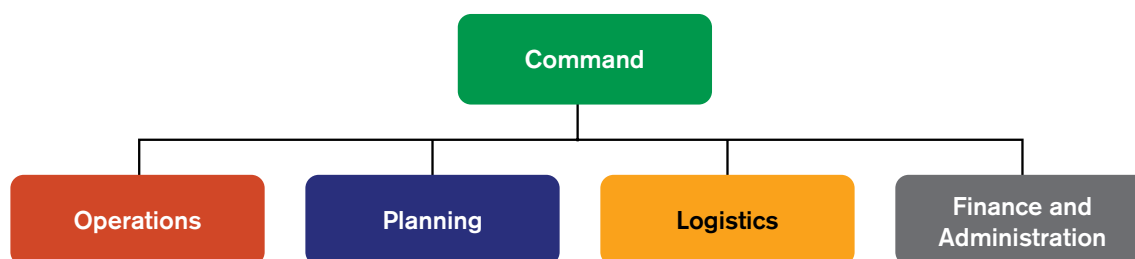 Command
Operations
Planning
Logistics
Finance and
Administration